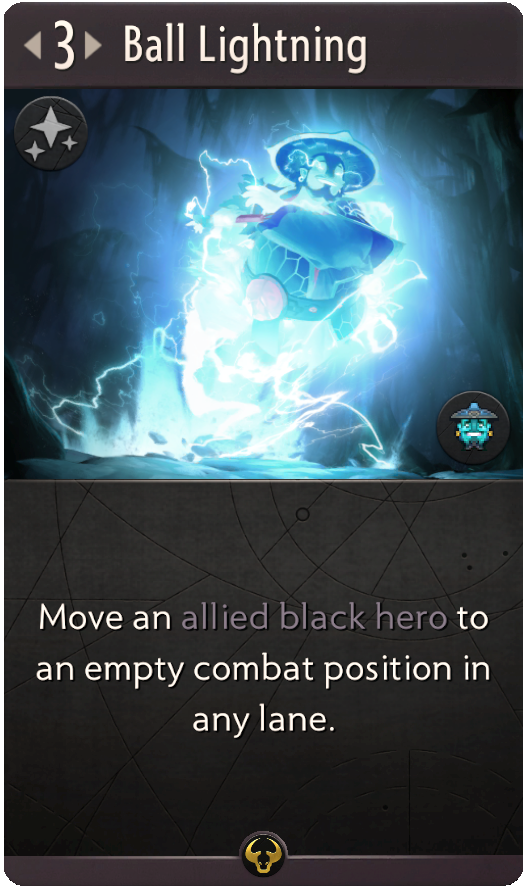 3 Ball Lightning
Move an allied black hero to
an empty combat position in
any lane.